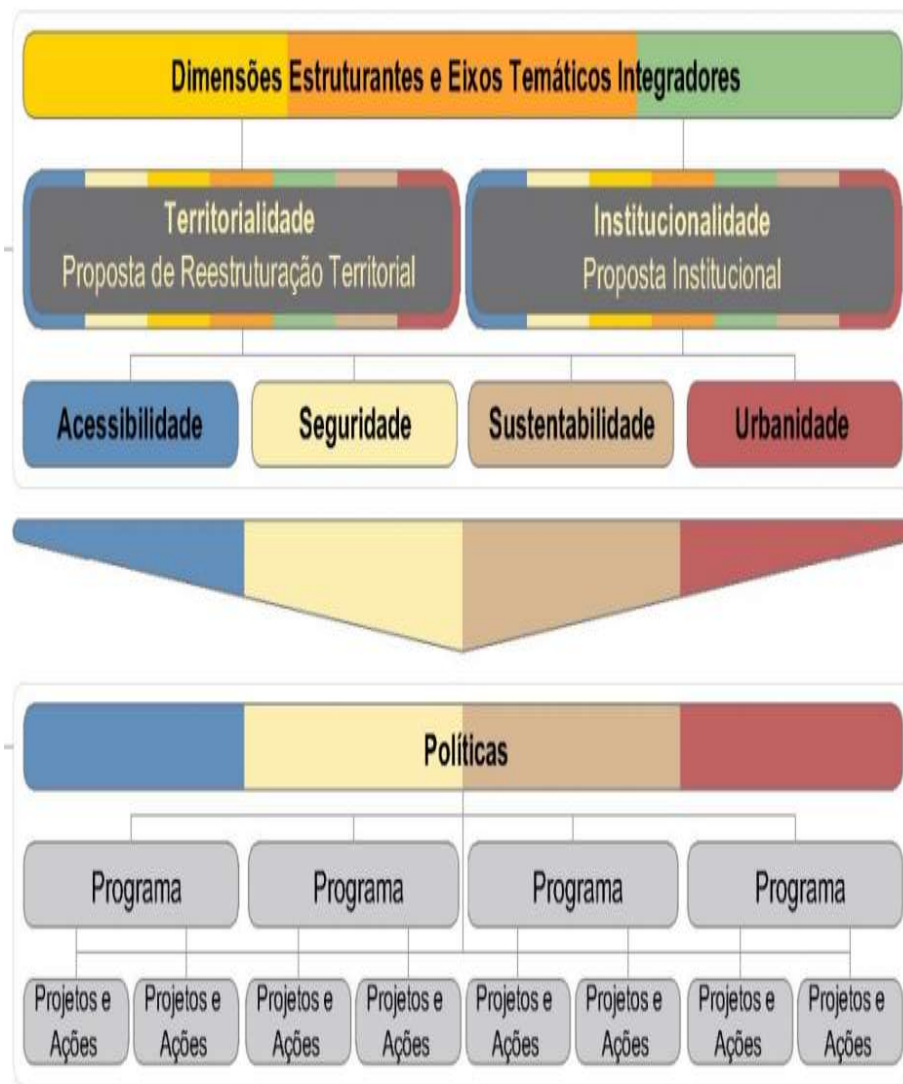 Dimensões Estruturantes e Eixos Temáticos Integradores
Territorialidade
Proposta de Reestruturação Territorial
Institucionalidade
Proposta Institucional
Acessibilidade
Seguridade
Sustentabilidade
Urbanidade
Políticas
Programa
Programa
Programa
Programa
Projetos e
Ações
Projetos e
Ações
Projetos e
Ações
Projetos e
Ações
Projetos e
Ações
Projetos e
Ações
Projetos e
Ações
Projetos e
Ações